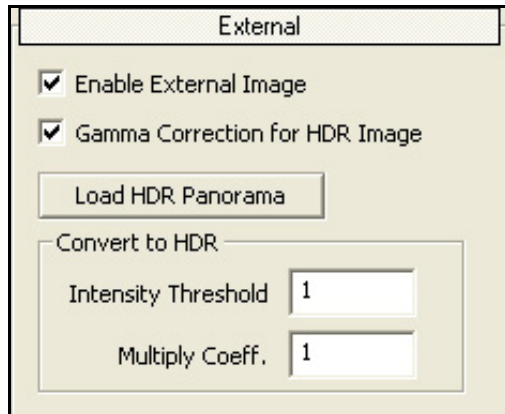 External
Enable External Image
Gamma Correction for HDR Image
Load HDR Panorama
Convert to HDR
Intensity Threshold 1
Multiply Coeff. 1